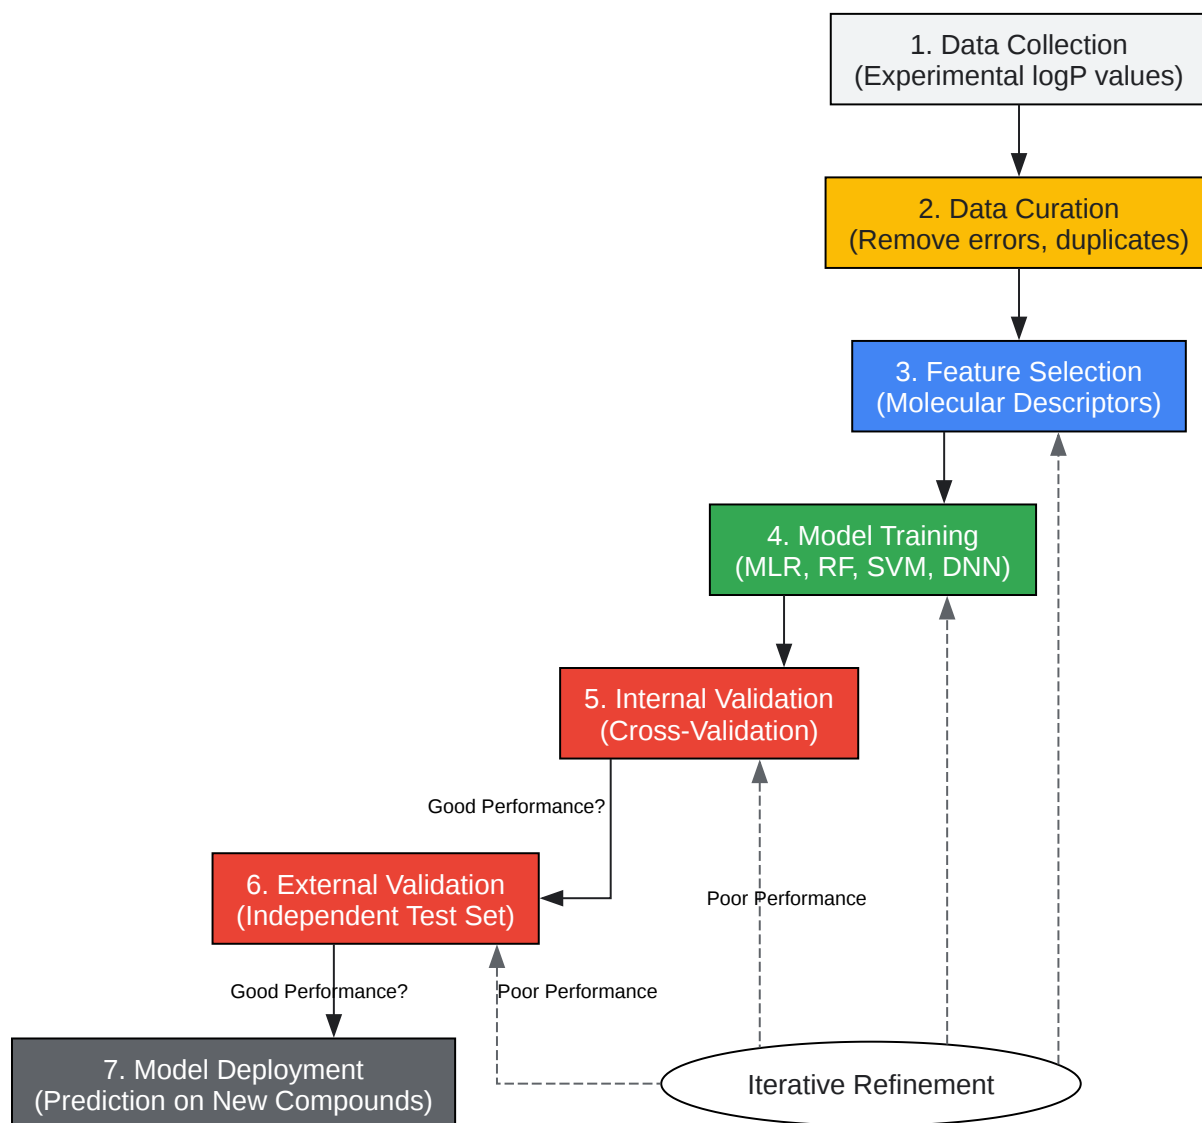 1. Data Collection
(Experimental logP values)
2. Data Curation
(Remove errors, duplicates)
3. Feature Selection
(Molecular Descriptors)
4. Model Training
(MLR, RF, SVM, DNN)
5. Internal Validation
(Cross-Validation)
Good Performance?
6. External Validation
(Independent Test Set)
Poor Performance
Good Performance?
Poor Performance
7. Model Deployment
(Prediction on New Compounds)
Iterative Refinement